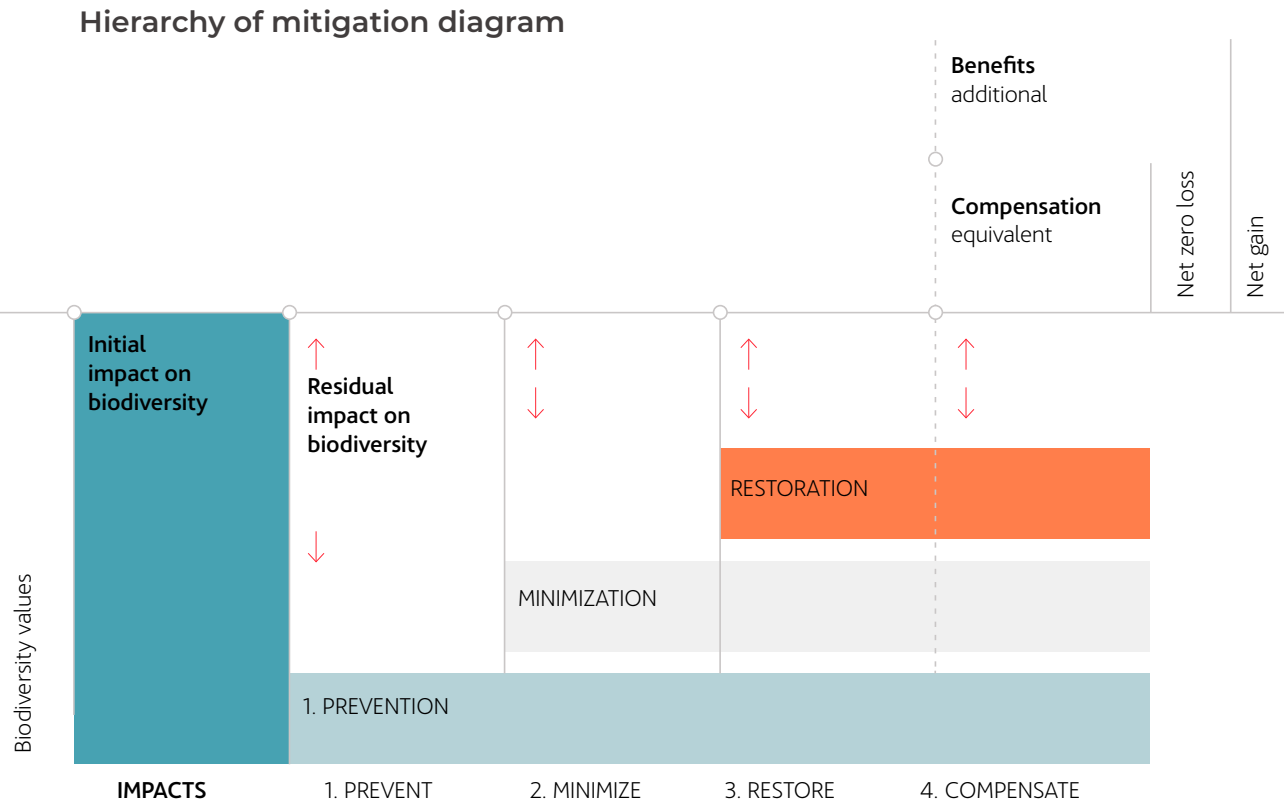 Hierarchy of mitigation diagram
Benefits
additional
Compensation
equivalent
Net zero loss
Net gain
Initial
impact on
biodiversity
Residual
impact on
biodiversity
RESTORATION
MINIMIZATION
1. PREVENTION
Biodiversity values
IMPACTS
1. PREVENT
2. MINIMIZE
3. RESTORE
4. COMPENSATE